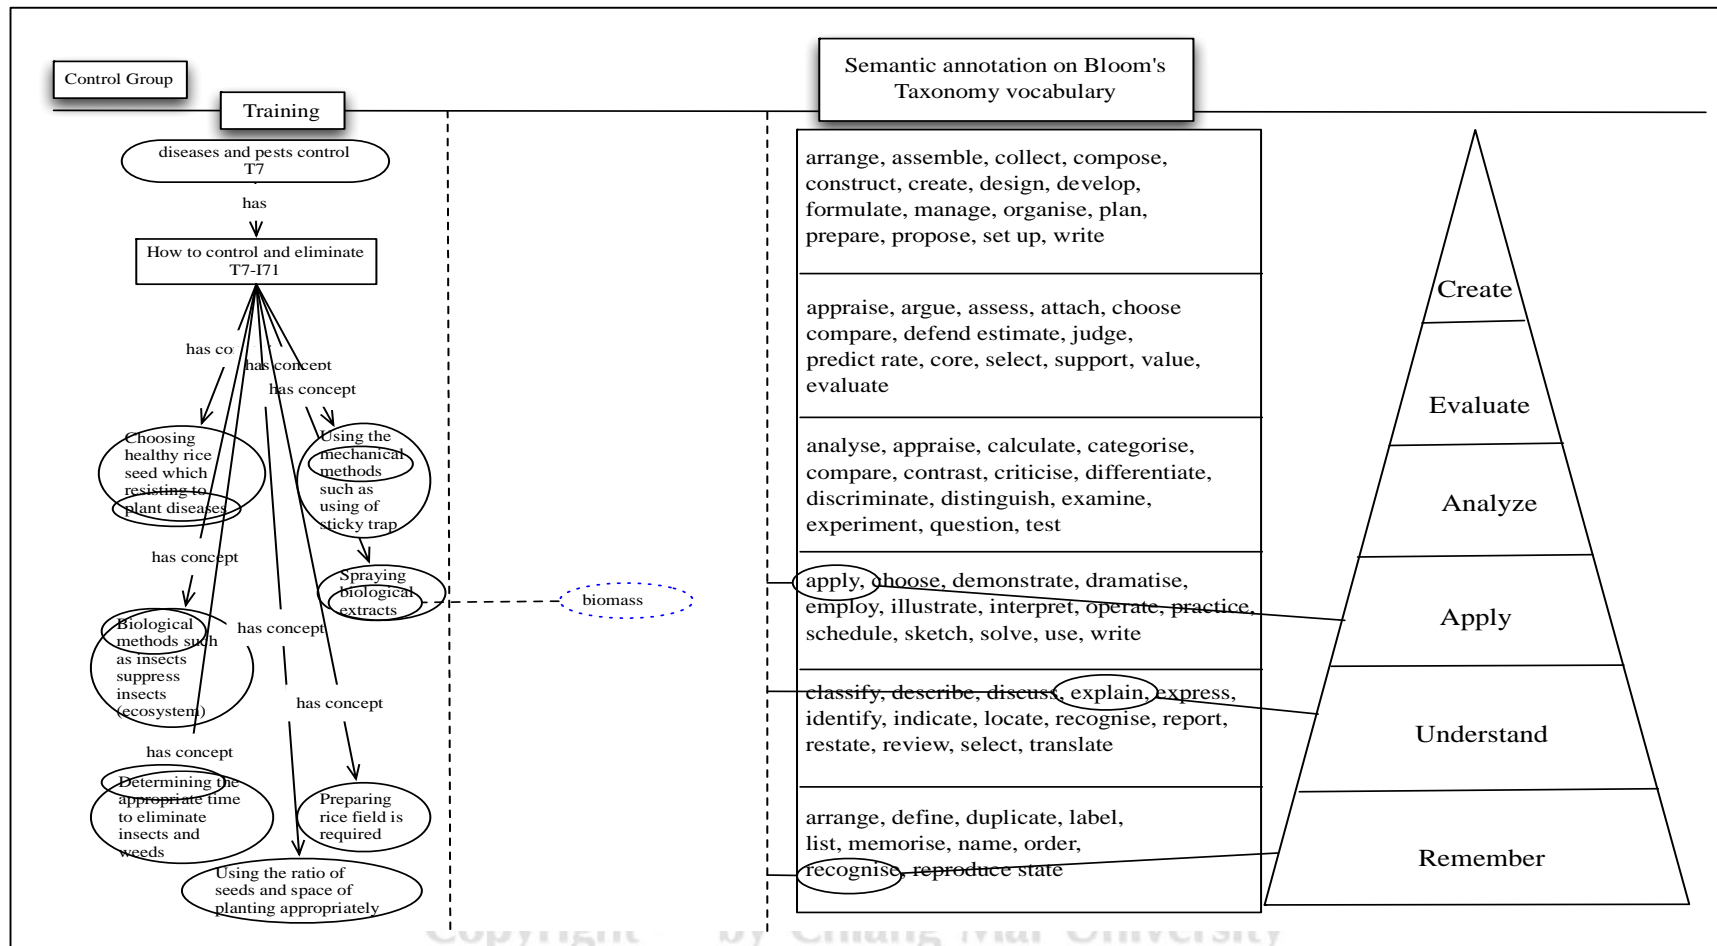 Control Group
Training
Semantic annotation on Bloom's
Taxonomy vocabulary
diseases and pests control
T7
has
How to control and eliminate
T7-I71
has co
has concept
has concept
Choosing
healthy rice
seed which
resisting to
plant diseases
Using the
mechanical
methods
such as
using of
sticky trap
has concept
Spraying
biological
extracts
biomass
Biological
methods such
as insects
suppress
insects
(ecosystem)
has concept
has concept
has concept
Determining the
appropriate time
to eliminate
insects and
weeds
Preparing
rice field is
required
Using the ratio of
seeds and space of
planting appropriately
arrange, assemble, collect, compose,
construct, create, design, develop,
formulate, manage, organise, plan,
prepare, propose, set up, write
appraise, argue, assess, attach, choose
compare, defend estimate, judge,
predict rate, core, select, support, value,
evaluate
analyse, appraise, calculate, categorise,
compare, contrast, criticise, differentiate,
discriminate, distinguish, examine,
experiment, question, test
apply, choose, demonstrate, dramatise,
employ, illustrate, interpret, operate, practice,
schedule, sketch, solve, use, write
classify, describe, discuss, explain, express,
identify, indicate, locate, recognise, report,
restate, review, select, translate
arrange, define, duplicate, label,
list, memorise, name, order,
recognise, reproduce state
Create
Evaluate
Analyze
Apply
Understand
Remember
Copyright by Chiang Mai University